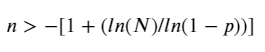 n > −[1 + (ln(N)/ln(1 − p))]